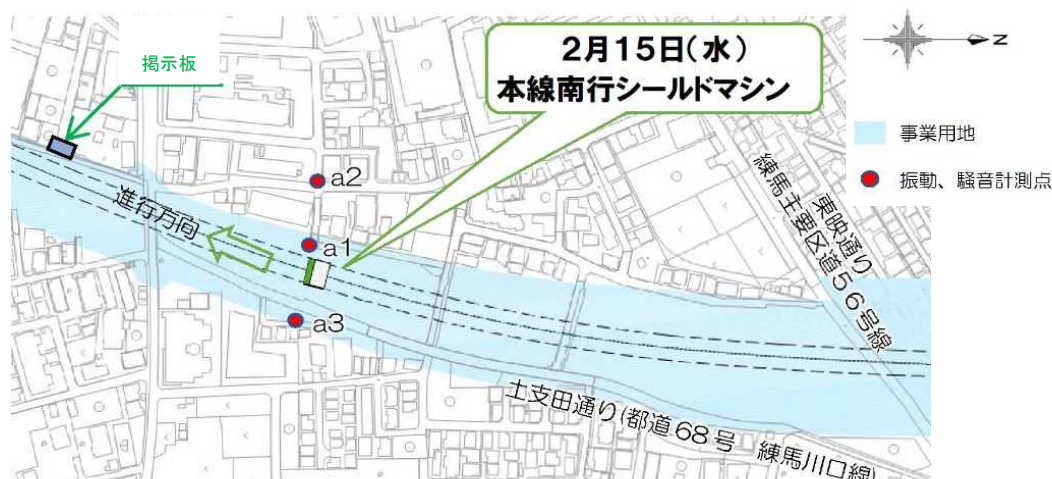 掲示板
2月15日(水)
本線南行シールドマシン
N
事業用地
振動、騒音計測点
a2
進行方向
a1
a3
東映通り
練馬主要区道56号線
土支田通り(都道68号 練馬川口線)